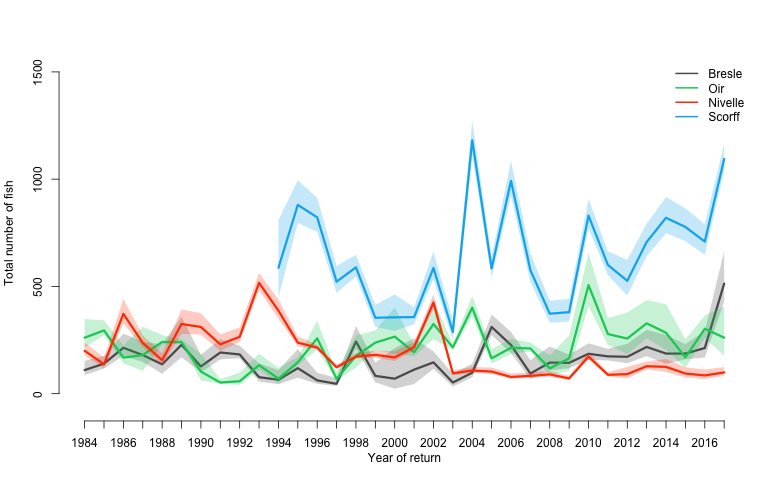 Bresle
Oir
Nivelle
Scorff
Total number of fish
1500
1000
500
0
1984 1986 1988 1990 1992 1994 1996 1998 2000 2002 2004 2006 2008 2010 2012 2014 2016
Year of return